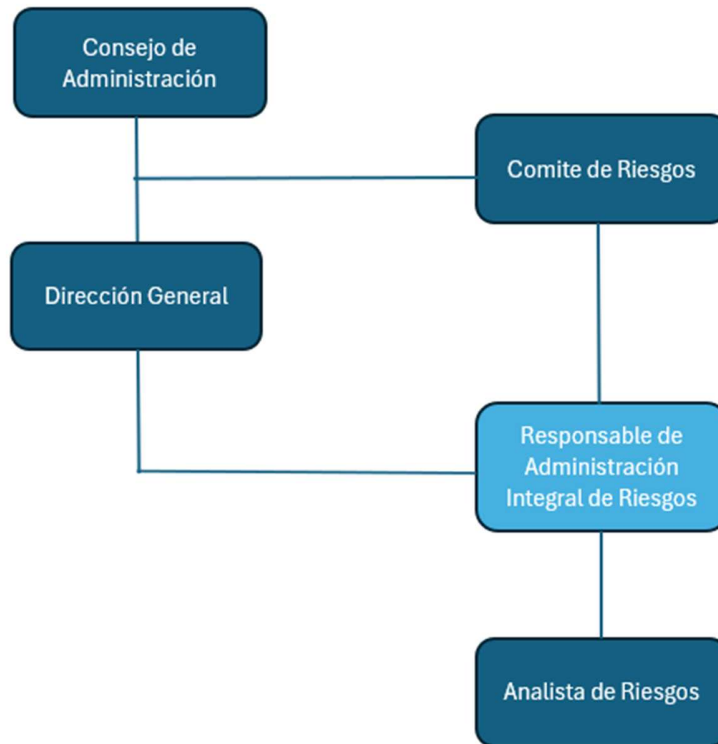 Consejo de
Administración
Comite de Riesgos
Dirección General
Responsable de
Administración
Integral de Riesgos
Analista de Riesgos